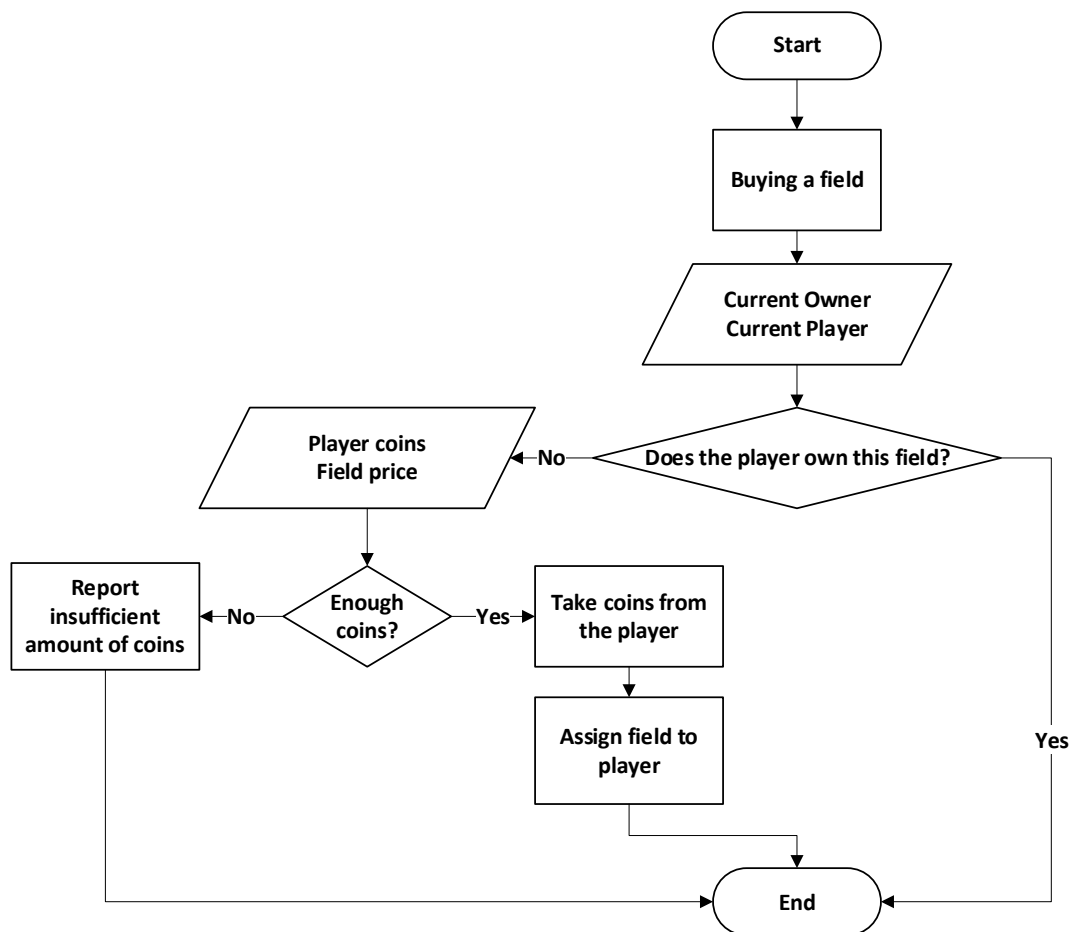 Start
Buying a field
Current Owner
Current Player
Does the player own this field?
No
Yes
Player coins
Field price
Enough
coins?
No
Yes
Report
insufficient
amount of coins
Take coins from
the player
Assign field to
player
End